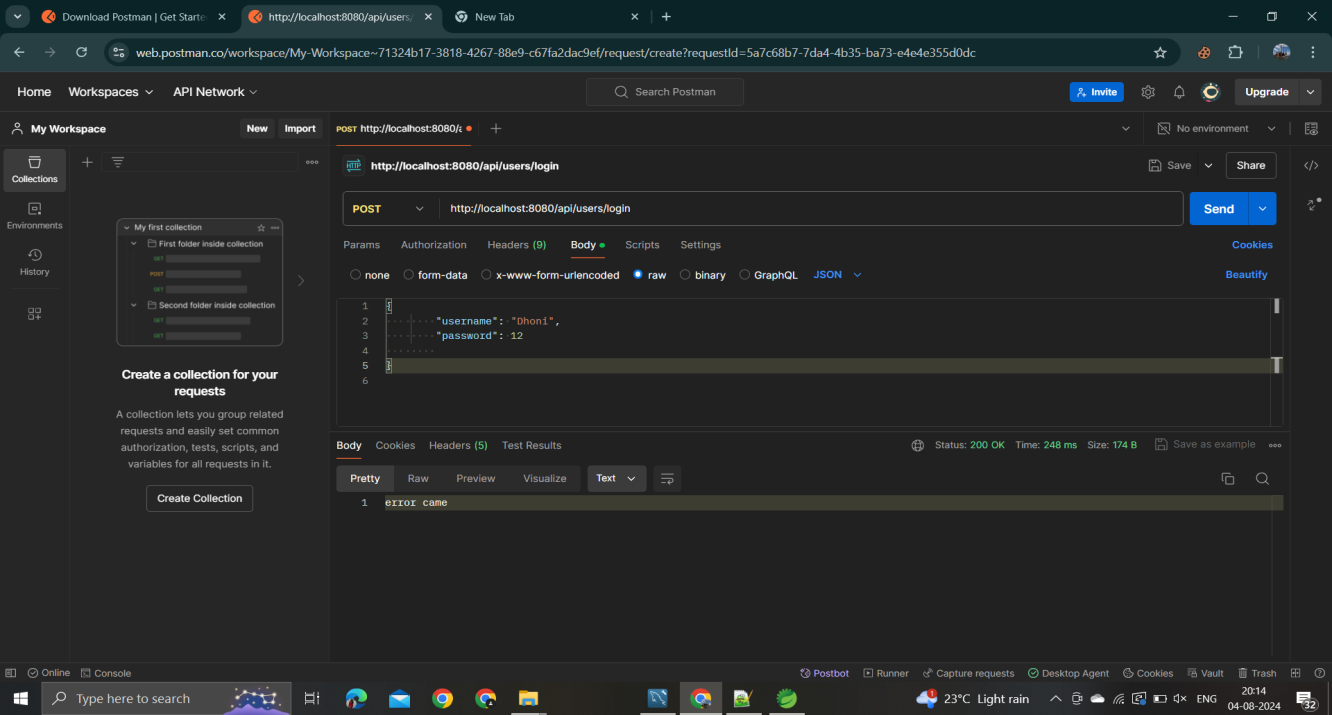 Download Postman | Get Starte
http://localhost:8080/api/users/
New Tab
web.postman.co/workspace/My-Workspace~71324b17-3818-4267-88e9-c67fa2dac9ef/request/create?requestId=5a7c68b7-7da4-4b35-ba73-e4e4e355d0dc
Home
Workspaces
API Network
Search Postman
Invite
Upgrade
My Workspace
New
Import
POST http://localhost:8080/a
No environment
Collections
Environments
History
http://localhost:8080/api/users/login
Save
Share
POST
http://localhost:8080/api/users/login
Send
Params
Authorization
Headers (9)
Body
Scripts
Settings
Cookies
none
form-data
x-www-form-urlencoded
raw
binary
GraphQL
JSON
Beautify
1 {
2 "username": "Dhoni",
3 "password": 12
4
5 }
6
My first collection
First folder inside collection
GET
POST
GET
Second folder inside collection
GET
GET
Create a collection for your
requests
A collection lets you group related
requests and easily set common
authorization, tests, scripts, and
variables for all requests in it.
Create Collection
Body
Cookies
Headers (5)
Test Results
Status: 200 OK
Time: 248 ms
Size: 174 B
Save as example
Pretty
Raw
Preview
Visualize
Text
1 error came
Online
Console
Postbot
Runner
Capture requests
Desktop Agent
Cookies
Vault
Trash
Type here to search
1
23°C Light rain
ENG
20:14
04-08-2024
32